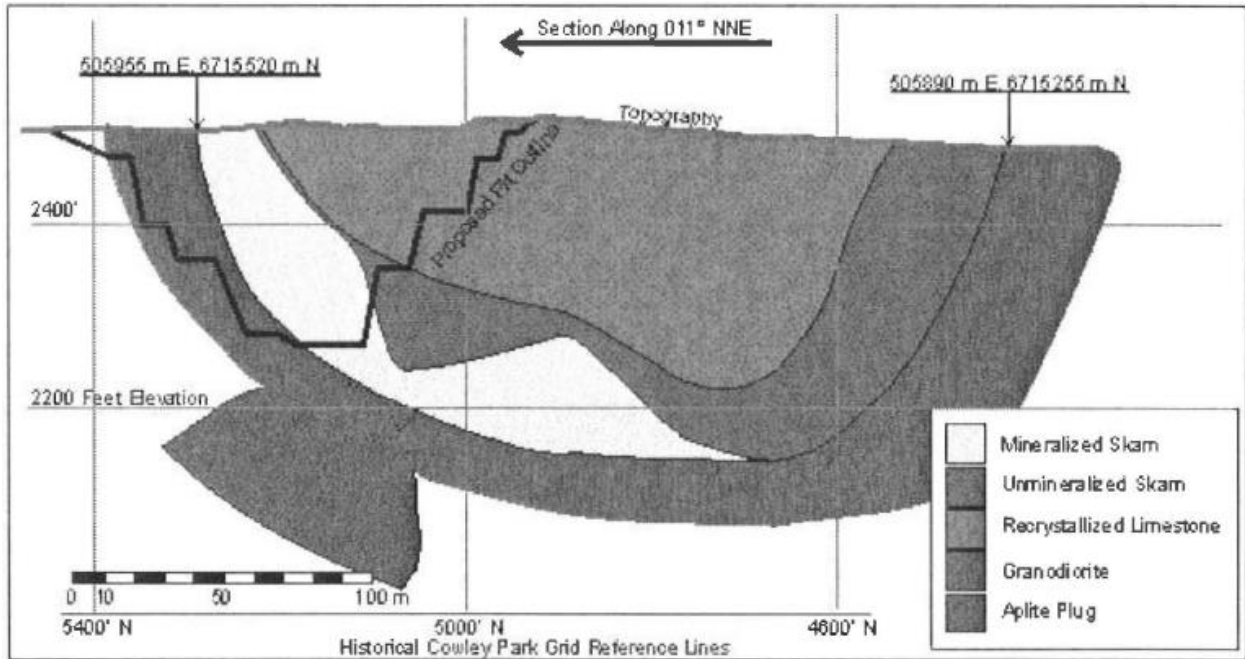 Section Along 011° NNE
505955 m E, 6715520 m N
505890 m E, 6715255 m N
Topography
Proposed Pit Outline
2400'
2200 Feet Elevation
Mineralized Skarn
Unmineralized Skarn
Recrystallized Limestone
Granodiorite
Aplite Plug
0 10 50 100 m
5400' N 5000' N 4600' N
Historical Cowley Park Grid Reference Lines